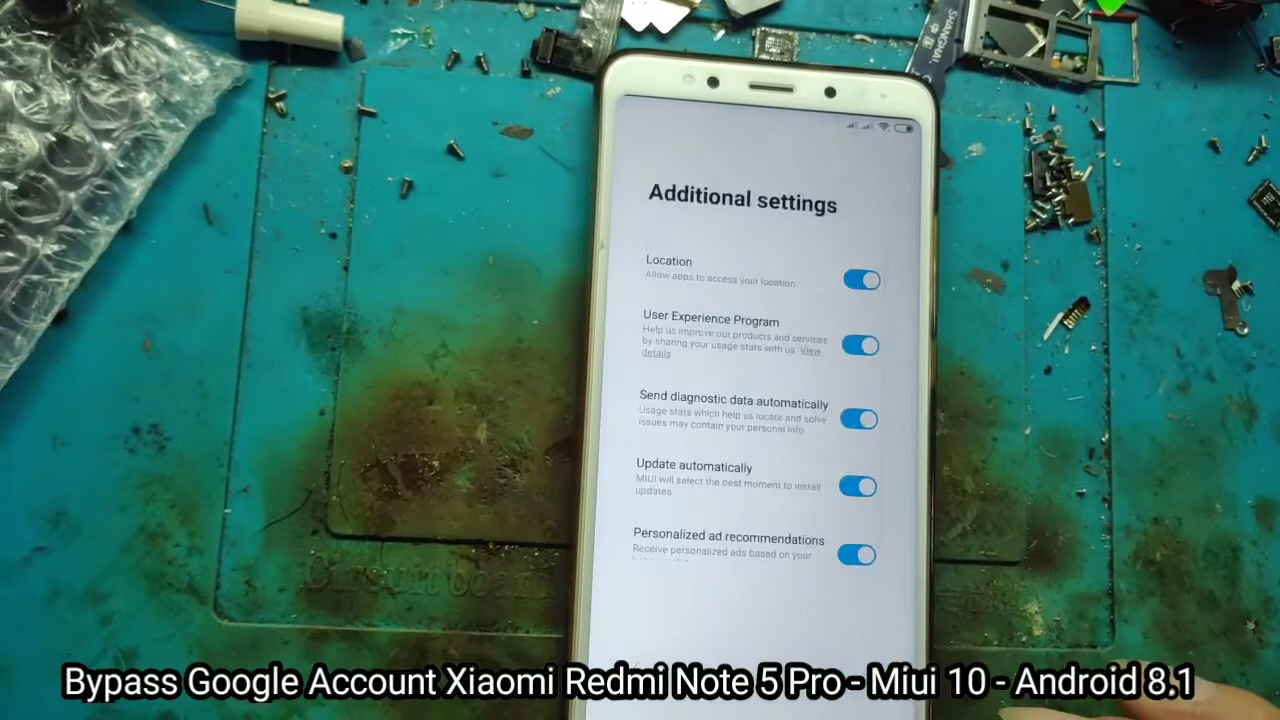 SHANGHAI
Additional settings
Location
Allow apps to access your location
User Experience Program
Help us improve our products and services
by sharing your usage stats with us. View
details
Send diagnostic data automatically
Usage stats which help us locate and solve
issues may contain your personal info
Update automatically
MIUI will select the best moment to install
updates
Personalized ad recommendations
Receive personalized ads based on your
Circuit board
Bypass Google Account Xiaomi Redmi Note 5 Pro - Miui 10 - Android 8.1